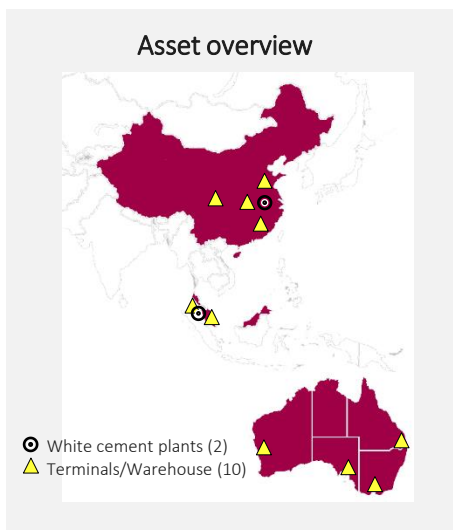 Asset overview
White cement plants (2)
Terminals/Warehouse (10)